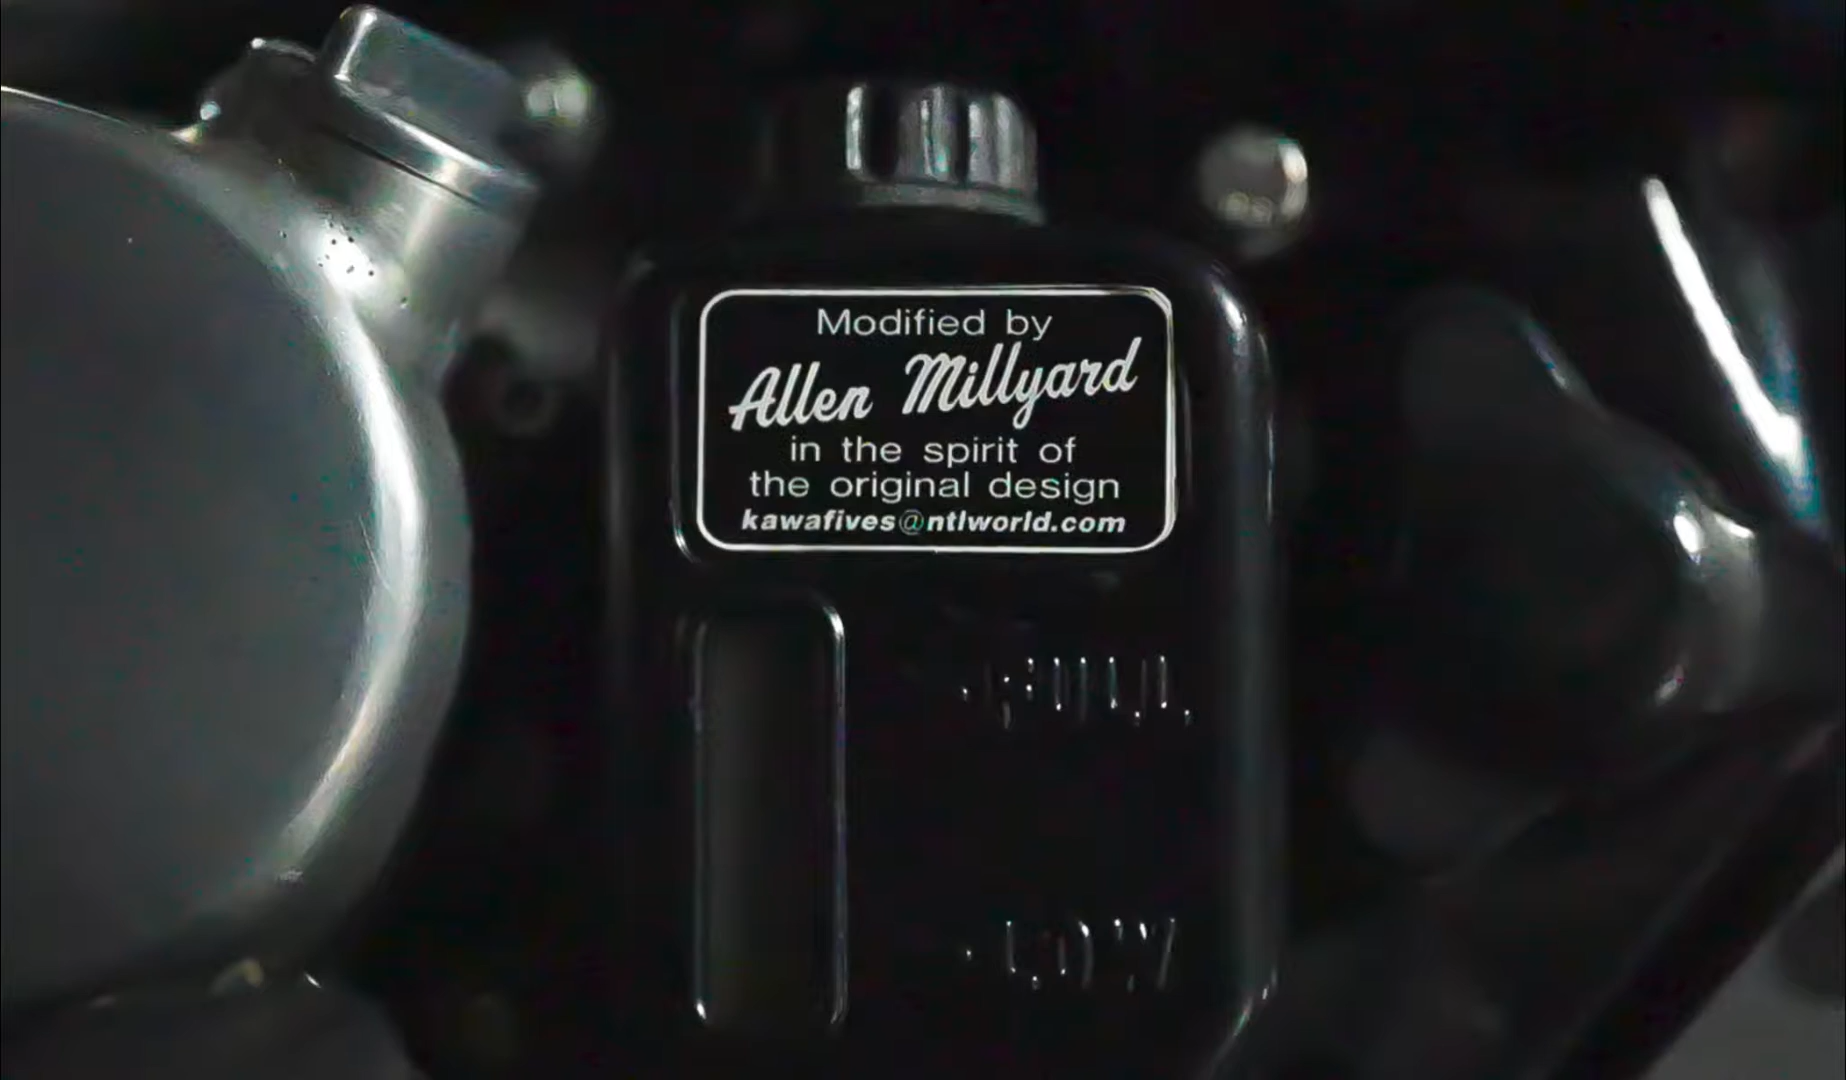 Modified by
Allen Millyard
in the spirit of
the original design
kawafives@ntlworld.com